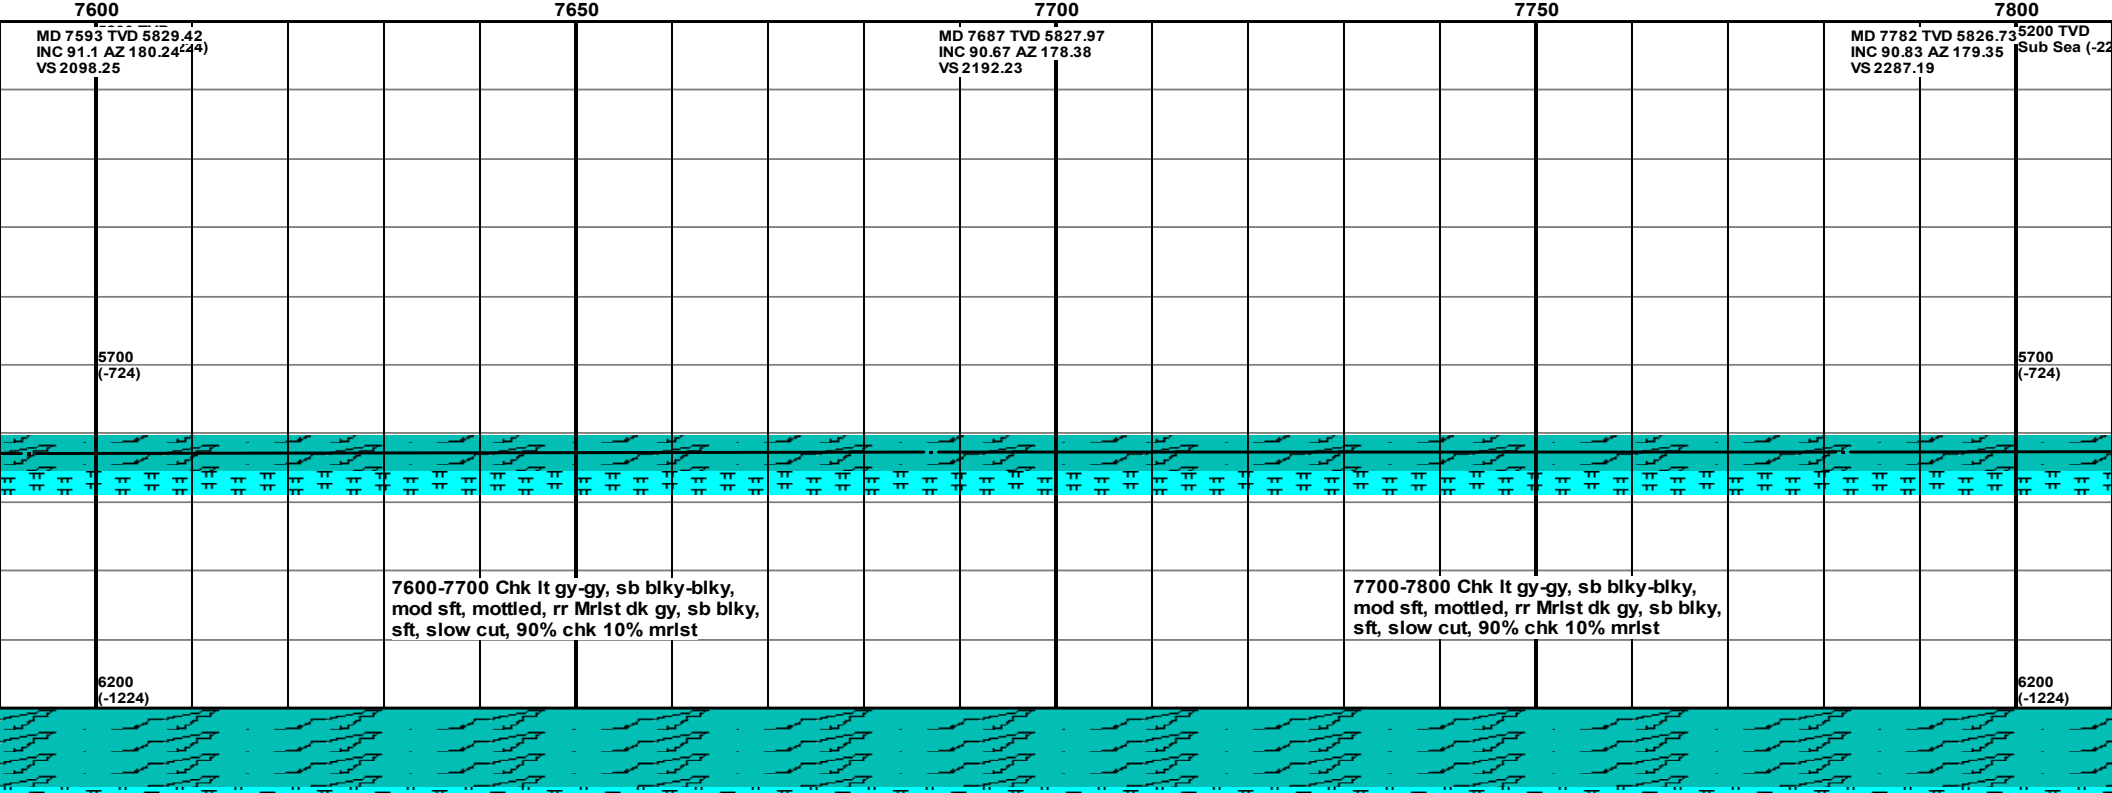 7600 7650 7700 7750 7800
MD 7593 TVD 5829.42
INC 91.1 AZ 180.24
VS 2098.25
MD 7687 TVD 5827.97
INC 90.67 AZ 178.38
VS 2192.23
MD 7782 TVD 5826.73
INC 90.83 AZ 179.35
VS 2287.19
5200 TVD
Sub Sea (-22
5700
(-724)
5700
(-724)
7600-7700 Chk lt gy-gy, sb blky-blky,
mod sft, mottled, rr Mrlst dk gy, sb blky,
sft, slow cut, 90% chk 10% mrlst
7700-7800 Chk lt gy-gy, sb blky-blky,
mod sft, mottled, rr Mrlst dk gy, sb blky,
sft, slow cut, 90% chk 10% mrlst
6200
(-1224)
6200
(-1224)